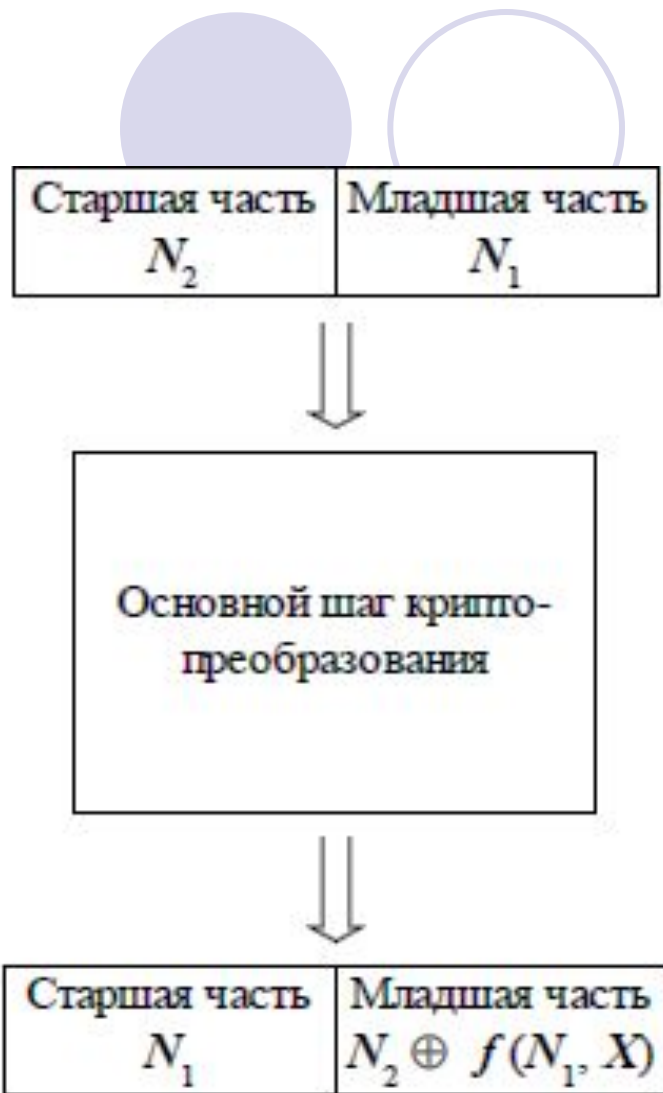 Старшая часть Младшая часть
N₂ N₁
Основной шаг крипто-
преобразования
Старшая часть Младшая часть
N₁ N₂ ⊕ f(N₁, X)